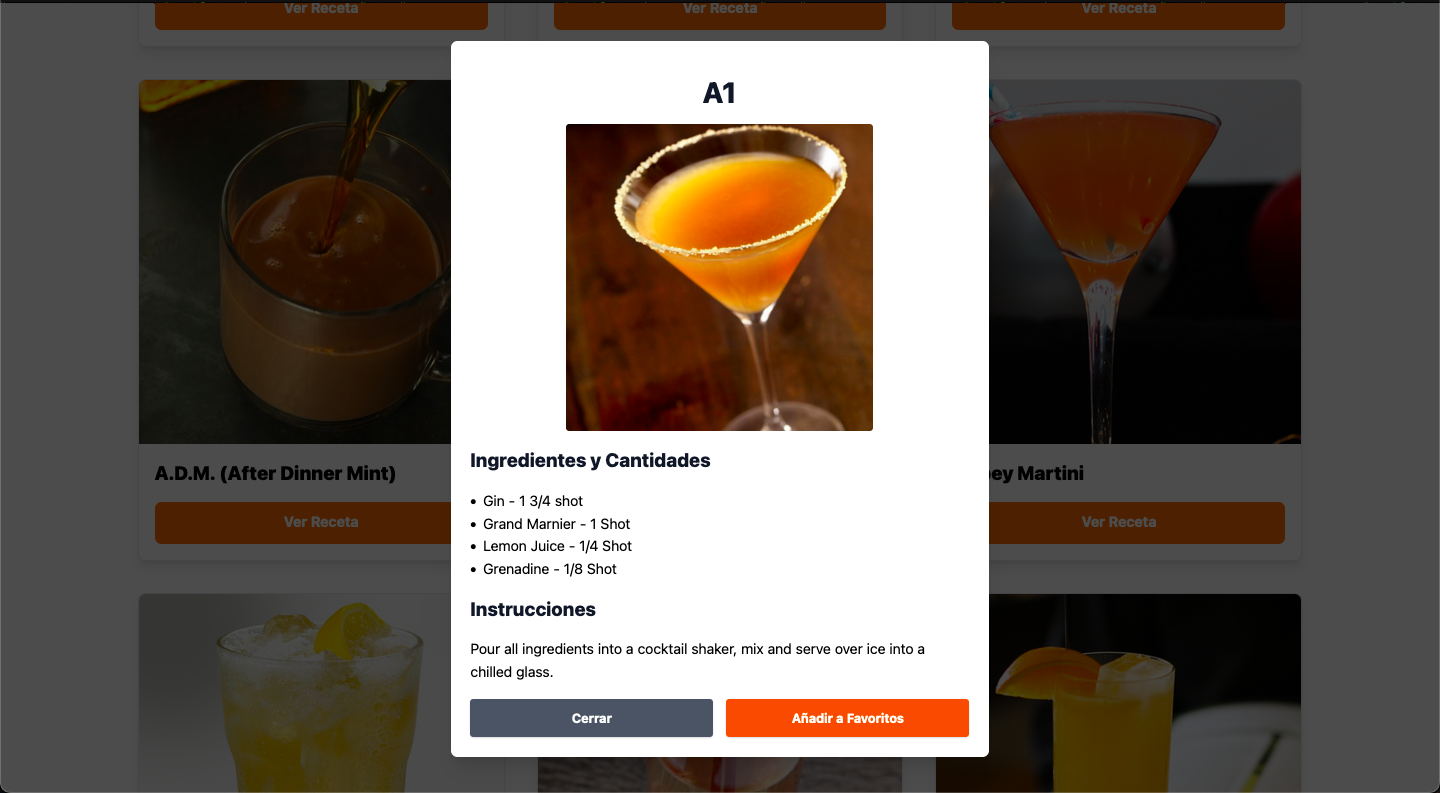 Ver Receta
Ver Receta
Ver Receta
A1
Ingredientes y Cantidades
• Gin - 1 3/4 shot
• Grand Marnier - 1 Shot
• Lemon Juice - 1/4 Shot
• Grenadine - 1/8 Shot
Instrucciones
Pour all ingredients into a cocktail shaker, mix and serve over ice into a
chilled glass.
Cerrar
Añadir a Favoritos
A.D.M. (After Dinner Mint)
Ver Receta
Martini
Ver Receta